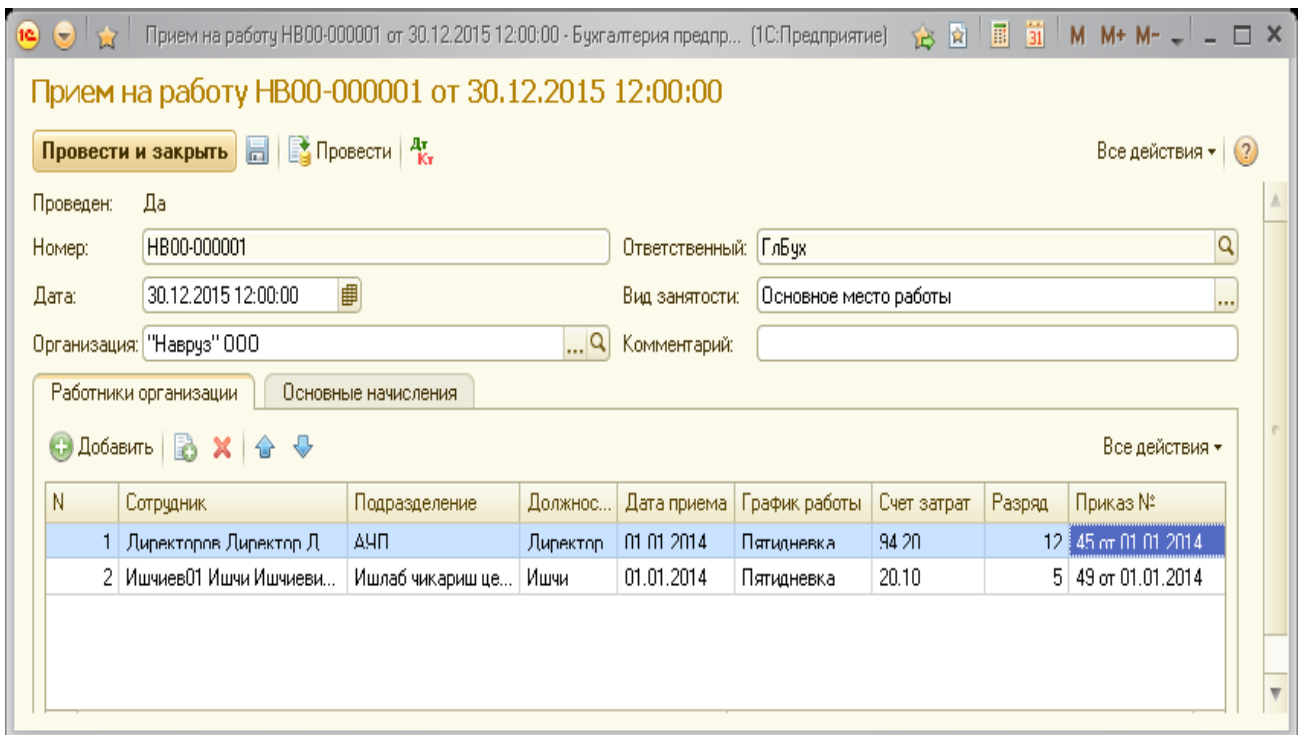 1С Прием на работу НВ00-000001 от 30.12.2015 12:00:00 - Бухгалтерия предпр... (1С:Предприятие) 31 M M+ M-
Прием на работу НВ00-000001 от 30.12.2015 12:00:00
Провести и закрыть Провести Дт Кт Все действия ?
Проведен: Да
Номер: НВ00-000001 Ответственный: ГлБух
Дата: 30.12.2015 12:00:00 Вид занятости: Основное место работы ...
Организация: "Навруз" ООО ... Комментарий:
Работники организации Основные начисления
Добавить Все действия
N Сотрудник Подразделение Должнос... Дата приема График работы Счет затрат Разряд Приказ №
1 Директоров Директор Д АЧП Директор 01.01.2014 Пятидневка 94.20 12 45 от 01.01.2014
2 Ишчиев01 Ишчи Ишчиеви... Ишлаб чикариш це... Ишчи 01.01.2014 Пятидневка 20.10 5 49 от 01.01.2014